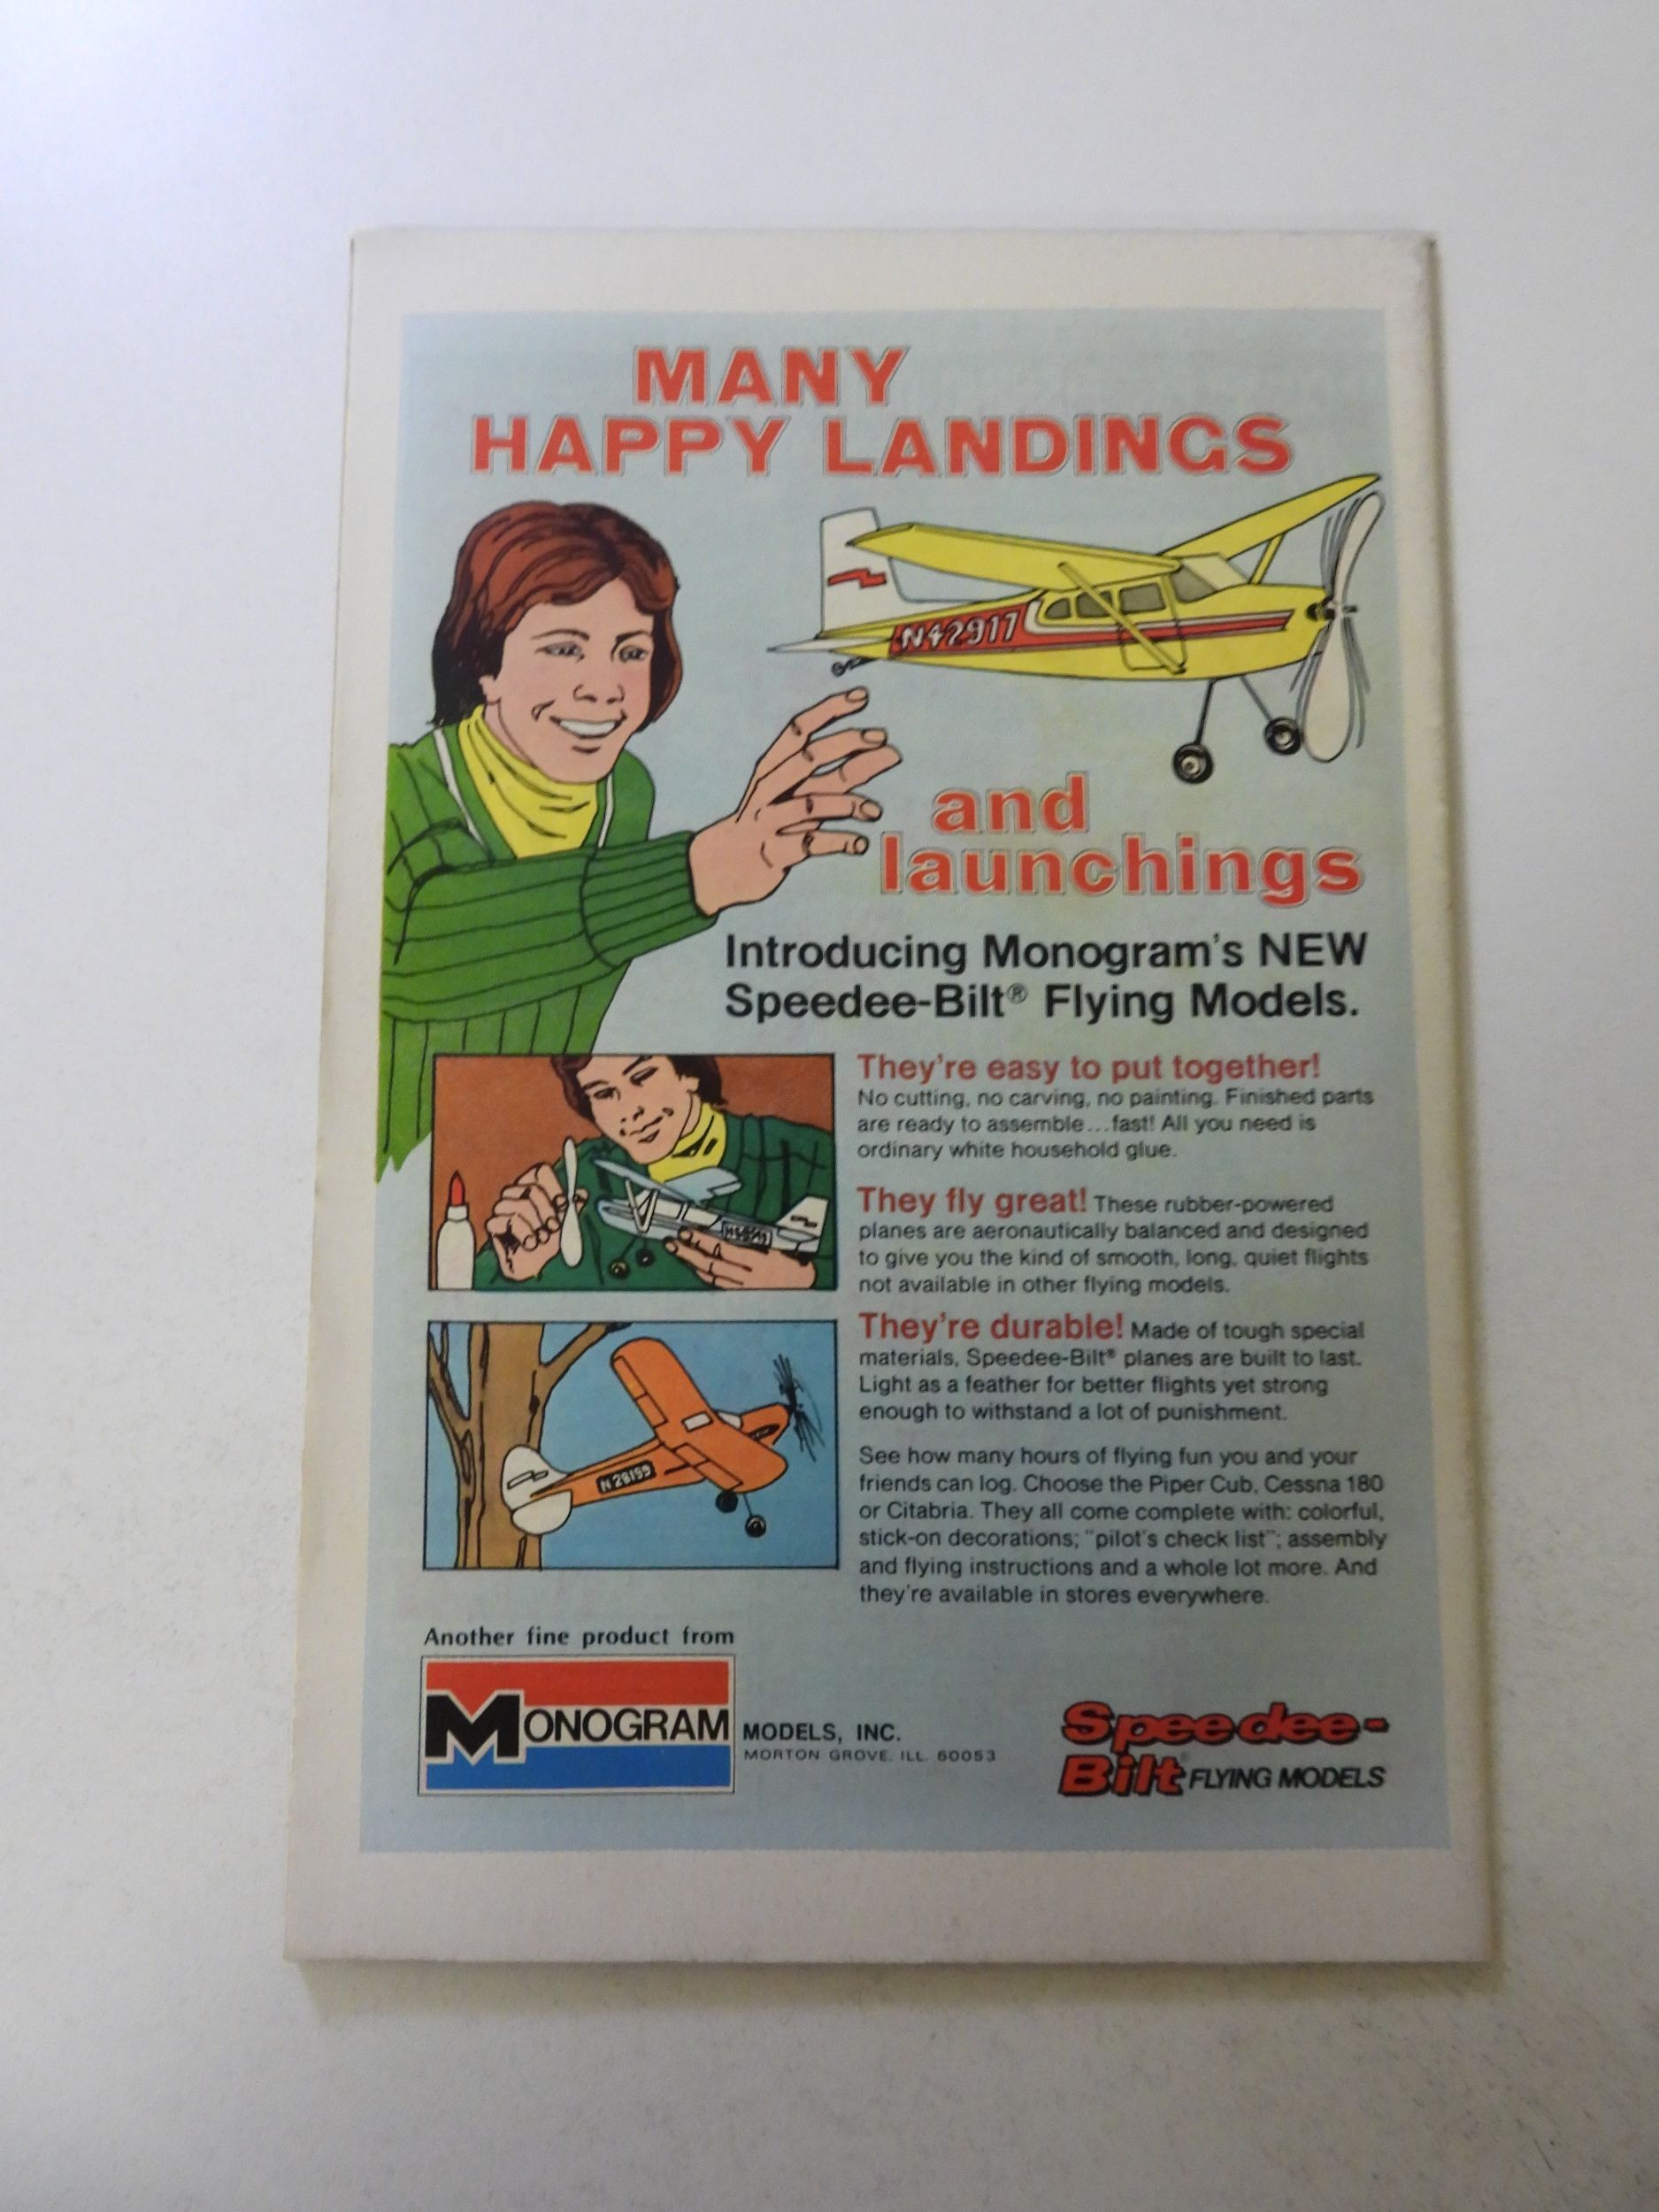 MANY
HAPPY LANDINGS
N42917
and
launchings
Introducing Monogram's NEW
Speedee-Bilt® Flying Models.
They're easy to put together!
No cutting, no carving, no painting. Finished parts
are ready to assemble...fast! All you need is
ordinary white household glue.
They fly great! These rubber-powered
planes are aeronautically balanced and designed
to give you the kind of smooth, long, quiet flights
not available in other flying models.
They're durable! Made of tough special
materials, Speedee-Bilt® planes are built to last.
Light as a feather for better flights yet strong
enough to withstand a lot of punishment.
N28199
See how many hours of flying fun you and your
friends can log. Choose the Piper Cub, Cessna 180
or Citabria. They all come complete with: colorful,
stick-on decorations; "pilot's check list"; assembly
and flying instructions and a whole lot more. And
they're available in stores everywhere.
Another fine product from
MONOGRAM MODELS, INC.
MORTON GROVE, ILL. 60053
Speedee-
Bilt® FLYING MODELS